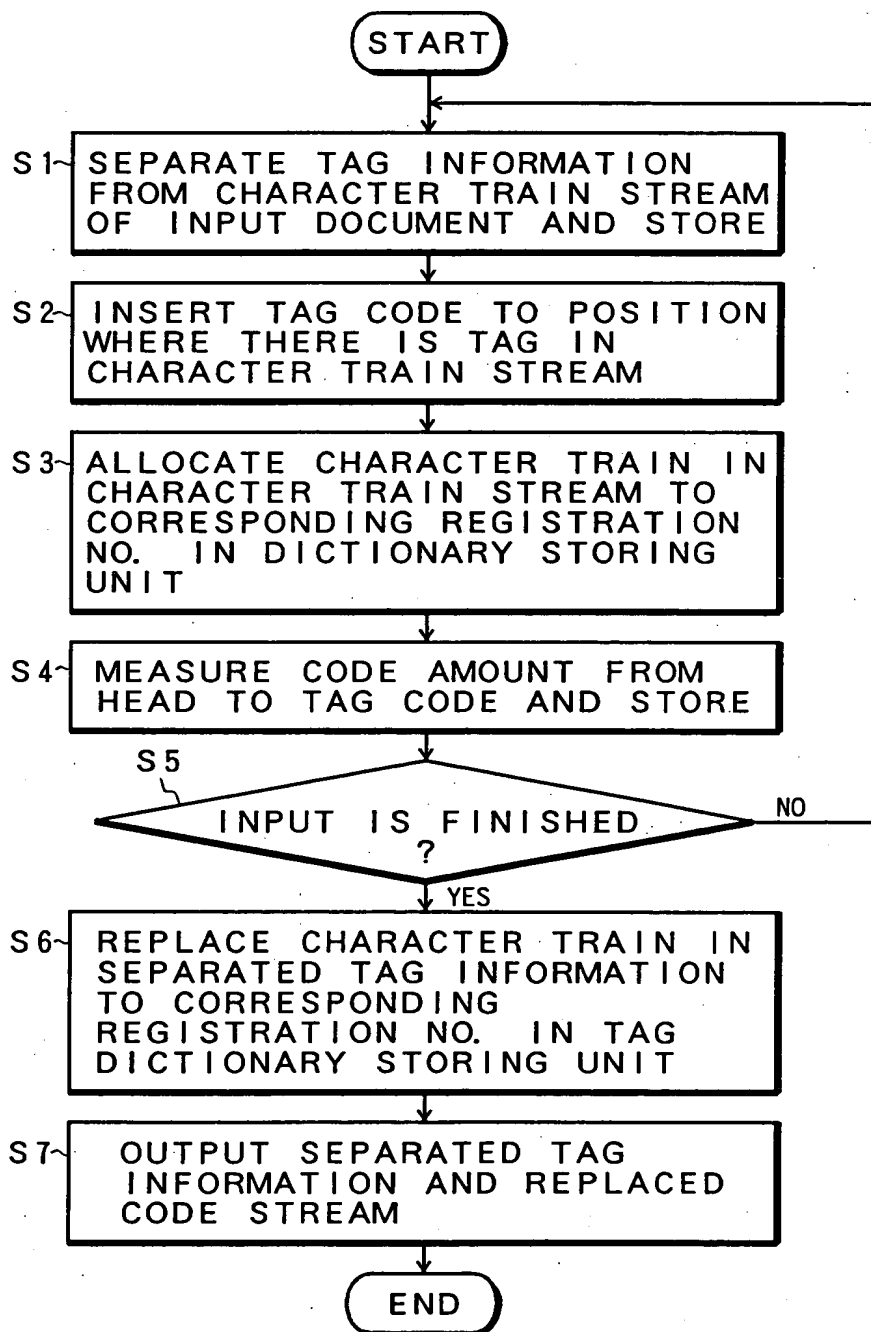 START
S1 SEPARATE TAG INFORMATION
FROM CHARACTER TRAIN STREAM
OF INPUT DOCUMENT AND STORE
S2 INSERT TAG CODE TO POSITION
WHERE THERE IS TAG IN
CHARACTER TRAIN STREAM
S3 ALLOCATE CHARACTER TRAIN IN
CHARACTER TRAIN STREAM TO
CORRESPONDING REGISTRATION
NO. IN DICTIONARY STORING
UNIT
S4 MEASURE CODE AMOUNT FROM
HEAD TO TAG CODE AND STORE
S5
INPUT IS FINISHED
?
NO
YES
S6 REPLACE CHARACTER TRAIN IN
SEPARATED TAG INFORMATION
TO CORRESPONDING
REGISTRATION NO. IN TAG
DICTIONARY STORING UNIT
S7 OUTPUT SEPARATED TAG
INFORMATION AND REPLACED
CODE STREAM
END